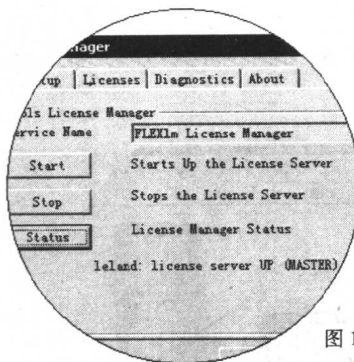 nager
tup Licenses Diagnostics About
ols License Manager
ervice Name FLEXlm License Manager
Start Starts Up the License Server
Stop Stops the License Server
Status License Manager Status
leland: license server UP (MASTER)
图1